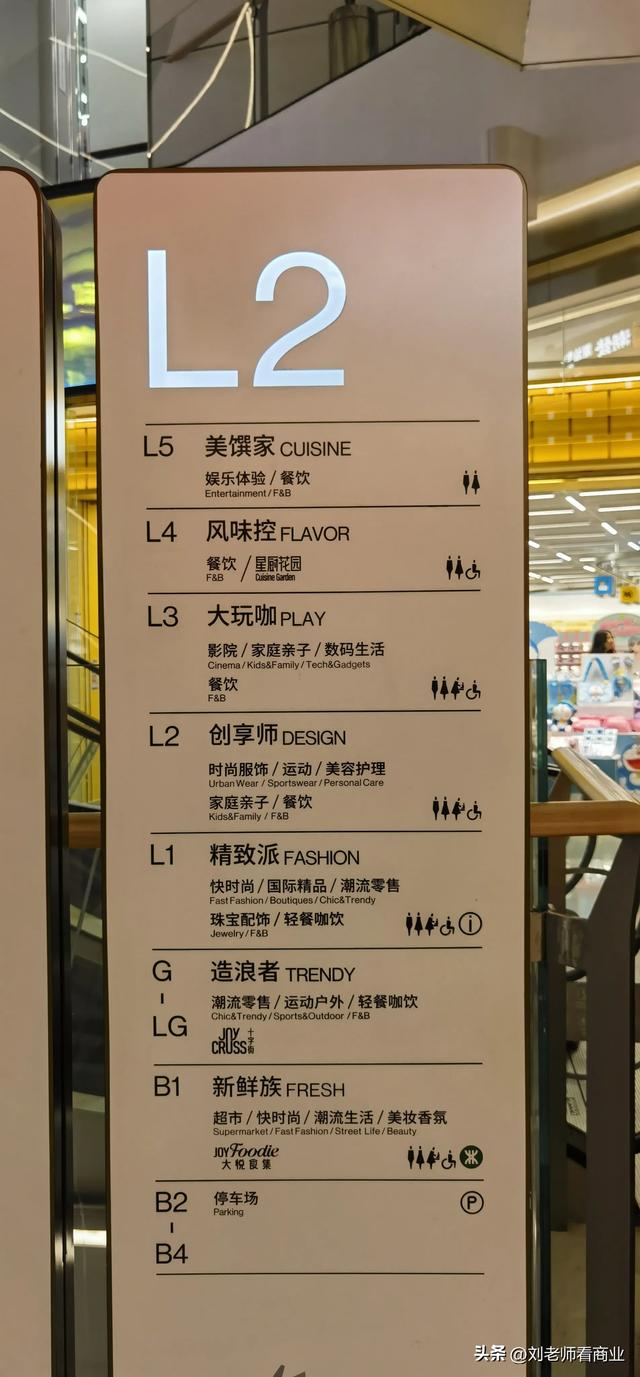 L2
L5 美馔家 CUISINE
娱乐体验 / 餐饮
Entertainment / F&B
L4 风味控 FLAVOR
餐饮 / 星厨花园
F&B Cuisine Garden
L3 大玩咖 PLAY
影院 / 家庭亲子 / 数码生活
Cinema / Kids&Family / Tech&Gadgets
餐饮
F&B
L2 创享师 DESIGN
时尚服饰 / 运动 / 美容护理
Urban Wear / Sportswear / Personal Care
家庭亲子 / 餐饮
Kids&Family / F&B
L1 精致派 FASHION
快时尚 / 国际精品 / 潮流零售
Fast Fashion / Boutiques / Chic&Trendy
珠宝配饰 / 轻餐咖饮
Jewelry / F&B
G - LG 造浪者 TRENDY
潮流零售 / 运动户外 / 轻餐咖饮
Chic&Trendy / Sports&Outdoor / F&B
JOY CROSS 十字街
B1 新鲜族 FRESH
超市 / 快时尚 / 潮流生活 / 美妆香氛
Supermarket / Fast Fashion / Street Life / Beauty
JOY Foodie
大悦食集
B2 - B4 停车场 P
Parking
头条 @刘老师看商业